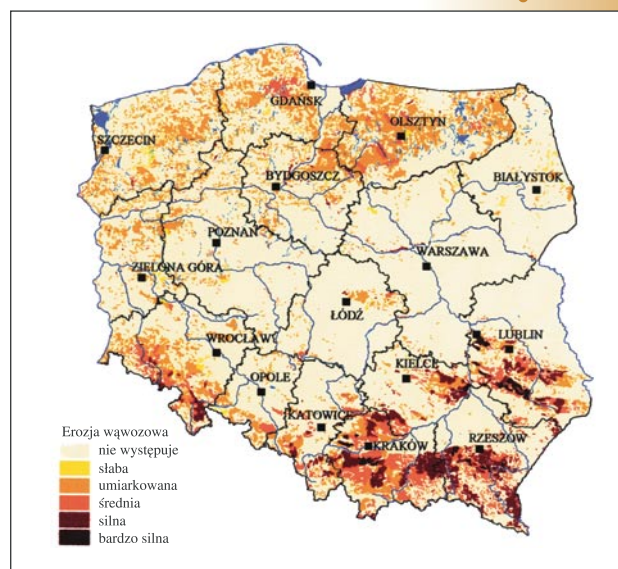 GDAŃSK
OLSZTYN
SZCZECIN
BYDGOSZCZ
BIAŁYSTOK
POZNAŃ
WARSZAWA
ZIELONA GÓRA
ŁÓDŹ
LUBLIN
WROCŁAW
KIELCE
OPOLE
KATOWICE
KRAKÓW
RZESZÓW
Erozja wąwozowa
nie występuje
słaba
umiarkowana
średnia
silna
bardzo silna